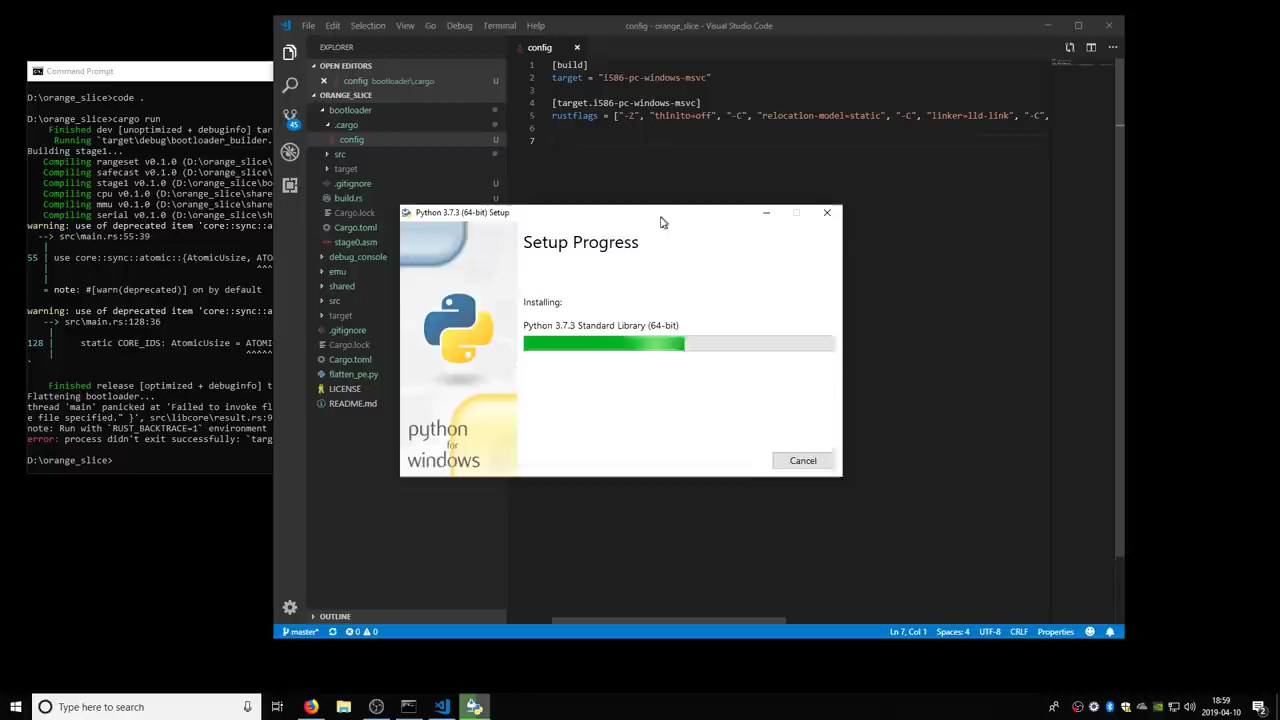 File Edit Selection View Go Debug Terminal Help
config - orange_slice - Visual Studio Code
Command Prompt
D:\orange_slice>code .
D:\orange_slice>cargo run
Finished dev [unoptimized + debuginfo] tar
Running `target\debug\bootloader_builder.
Building stage1...
Compiling rangeset v0.1.0 (D:\orange_slice\
Compiling safecast v0.1.0 (D:\orange_slice\
Compiling stage1 v0.1.0 (D:\orange_slice\bo
Compiling cpu v0.1.0 (D:\orange_slice\share
Compiling mmu v0.1.0 (D:\orange_slice\share
Compiling serial v0.1.0 (D:\orange_slice\sh
warning: use of deprecated item 'core::sync::a
--> src\main.rs:55:39
|
55 | use core::sync::atomic::{AtomicUsize, ATO
| ^^^
|
= note: #[warn(deprecated)] on by default
warning: use of deprecated item 'core::sync::a
--> src\main.rs:128:36
|
128 | static CORE_IDS: AtomicUsize = ATOMI
| ^^^^
`
Finished release [optimized + debuginfo] t
Flattening bootloader...
thread 'main' panicked at 'Failed to invoke fl
e file specified." }', src\libcore\result.rs:9
note: Run with `RUST_BACKTRACE=1` environment
error: process didn't exit successfully: `targ
D:\orange_slice>
EXPLORER
OPEN EDITORS
config bootloader\.cargo U
ORANGE_SLICE
bootloader
.cargo
config U
src
target
.gitignore U
build.rs U
Cargo.lock
Cargo.toml
stage0.asm
debug_console
emu
shared
src
target
.gitignore
Cargo.lock
Cargo.toml
flatten_pe.py
LICENSE
README.md
OUTLINE
45
config
1 [build]
2 target = "i586-pc-windows-msvc"
3
4 [target.i586-pc-windows-msvc]
5 rustflags = ["-Z", "thinlto=off", "-C", "relocation-model=static", "-C", "linker=lld-link", "-C",
6
7
Python 3.7.3 (64-bit) Setup
Setup Progress
Installing:
Python 3.7.3 Standard Library (64-bit)
python
for
windows
Cancel
master* 0 0
Ln 7, Col 1 Spaces: 4 UTF-8 CRLF Properties
Type here to search
18:59
2019-04-10
2